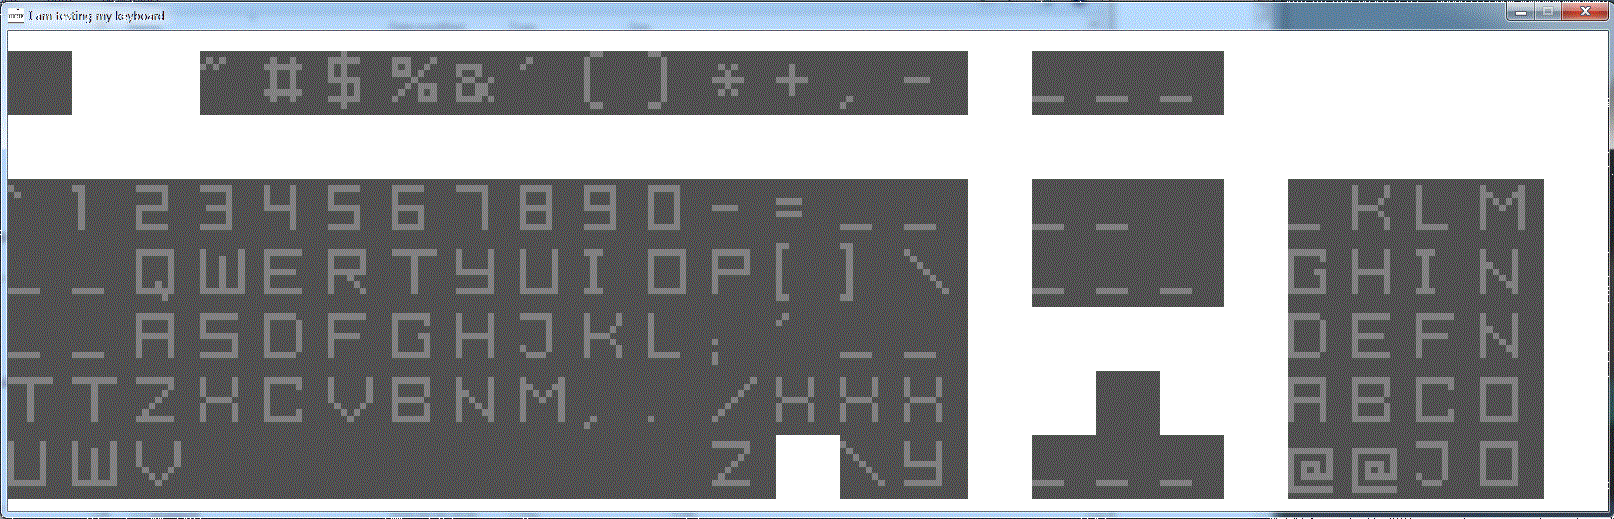 I am testing my keyboard
" # $ % & ' ( ) * + , - _ _ _
` 1 2 3 4 5 6 7 8 9 0 - = _ _ _ _ _ K L M
_ _ Q W E R T Y U I O P [ ] \ _ _ _ G H I N
_ _ A S D F G H J K L ; ' _ _ D E F N
T T Z X C V B N M , . / X X X A B C O
U W V Z \ Y _ _ _ @ @ J O